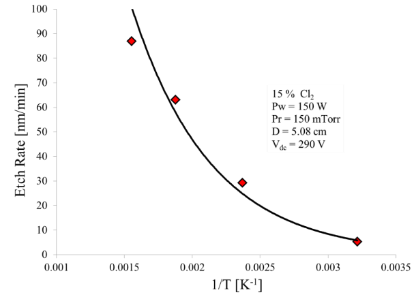 100
90
80
70
60
50
40
30
20
10
0
Etch Rate [nm/min]
15 % Cl₂
Pw = 150 W
Pr = 150 mTorr
D = 5.08 cm
V_dc = 290 V
0.001 0.0015 0.002 0.0025 0.003 0.0035
1/T [K⁻¹]